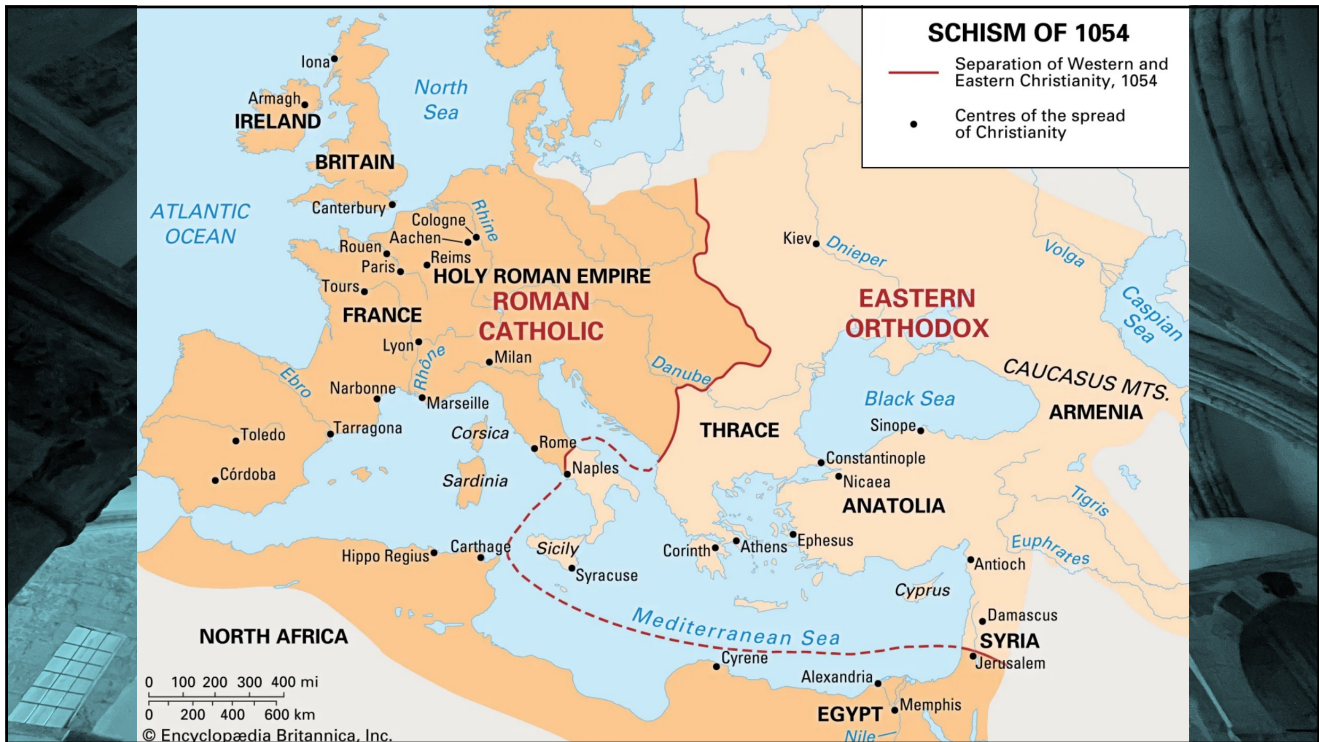 SCHISM OF 1054
Separation of Western and
Eastern Christianity, 1054
Centres of the spread
of Christianity
Iona
North
Sea
Armagh
IRELAND
BRITAIN
ATLANTIC
OCEAN
Canterbury
Cologne
Rhine
Aachen
Rouen
Reims
Paris
HOLY ROMAN EMPIRE
Tours
ROMAN
CATHOLIC
FRANCE
Lyon
Rhône
Milan
Danube
Ebro
Narbonne
Marseille
Toledo
Tarragona
Corsica
Rome
Córdoba
Sardinia
Naples
Kiev
Dnieper
Volga
EASTERN
ORTHODOX
Caspian
Sea
CAUCASUS MTS.
Black Sea
ARMENIA
THRACE
Sinope
Constantinople
Nicaea
ANATOLIA
Tigris
Euphrates
Hippo Regius
Carthage
Sicily
Syracuse
Corinth
Athens
Ephesus
Antioch
Cyprus
Damascus
Mediterranean Sea
SYRIA
Jerusalem
NORTH AFRICA
Cyrene
Alexandria
EGYPT
Memphis
Nile
0 100 200 300 400 mi
0 200 400 600 km
© Encyclopædia Britannica, Inc.